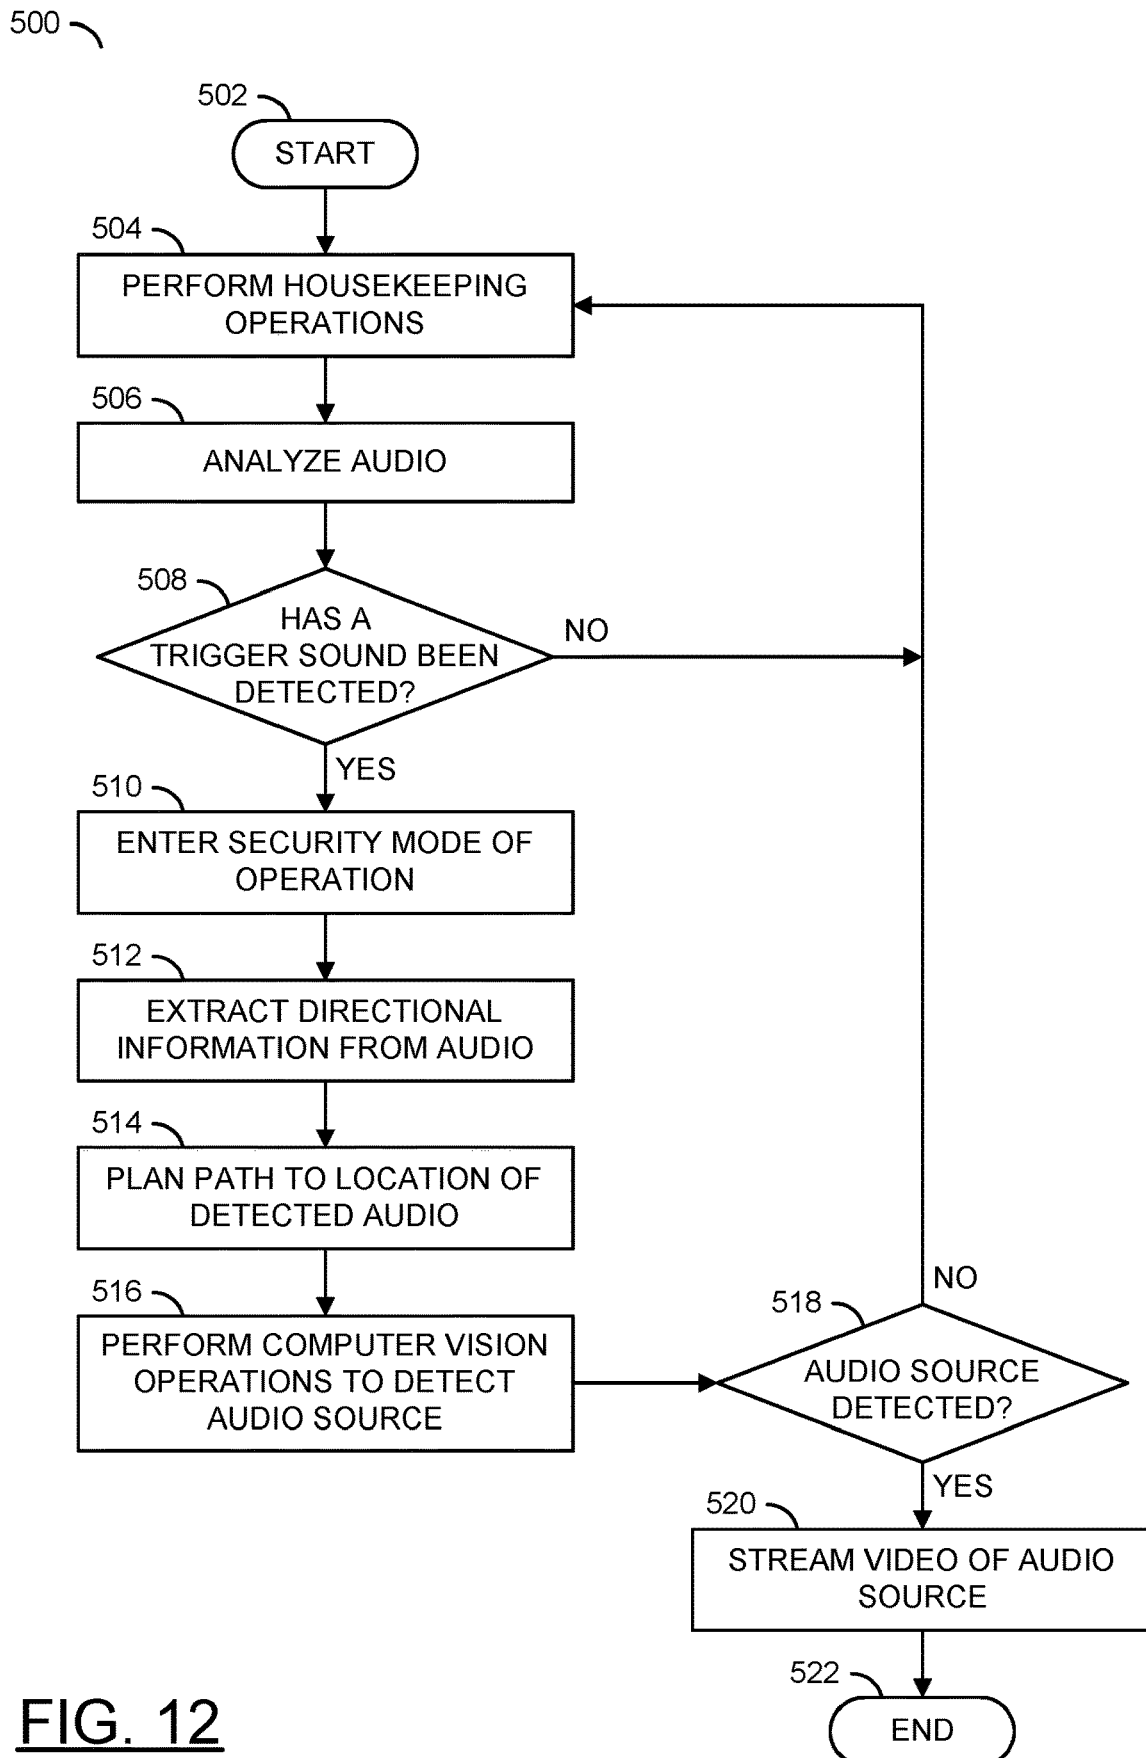 500
502
START
504
PERFORM HOUSEKEEPING
OPERATIONS
506
ANALYZE AUDIO
508
HAS A
TRIGGER SOUND BEEN
DETECTED?
NO
YES
510
ENTER SECURITY MODE OF
OPERATION
512
EXTRACT DIRECTIONAL
INFORMATION FROM AUDIO
514
PLAN PATH TO LOCATION OF
DETECTED AUDIO
516
PERFORM COMPUTER VISION
OPERATIONS TO DETECT
AUDIO SOURCE
518
NO
AUDIO SOURCE
DETECTED?
YES
520
STREAM VIDEO OF AUDIO
SOURCE
522
END
FIG. 12